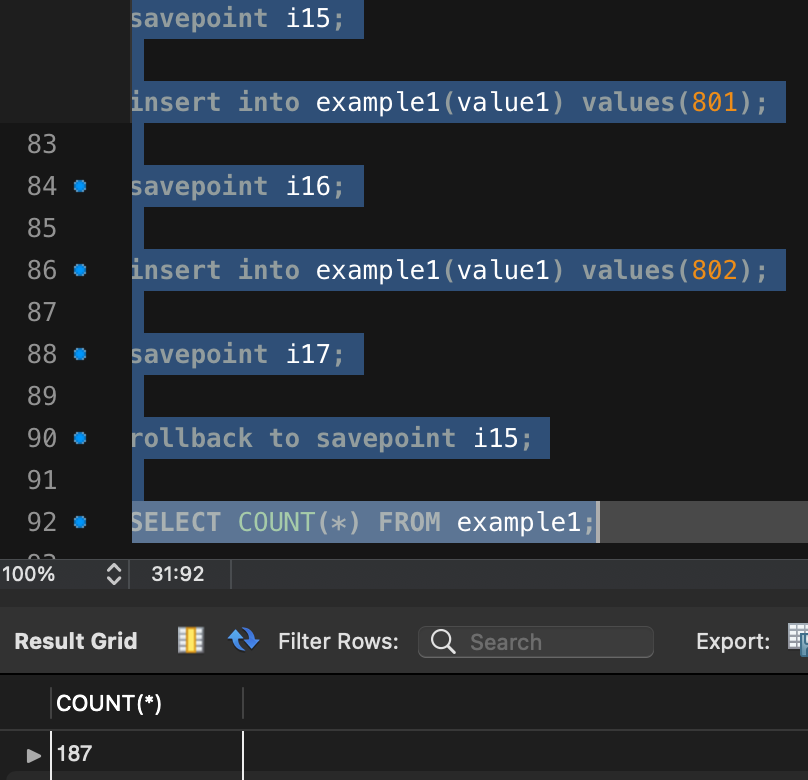 savepoint i15;
insert into example1(value1) values(801);
83
84 savepoint i16;
85
86 insert into example1(value1) values(802);
87
88 savepoint i17;
89
90 rollback to savepoint i15;
91
92 SELECT COUNT(*) FROM example1;
100% 31:92
Result Grid Filter Rows: Search Export:
COUNT(*)
187